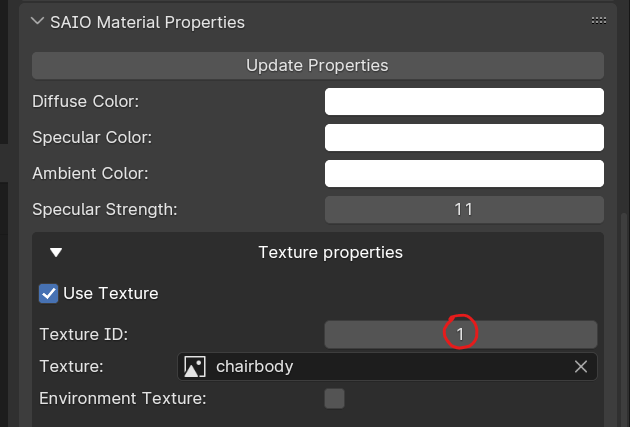 SAIO Material Properties
Update Properties
Diffuse Color:
Specular Color:
Ambient Color:
Specular Strength: 11
Texture properties
Use Texture
Texture ID: 1
Texture: chairbody
Environment Texture: